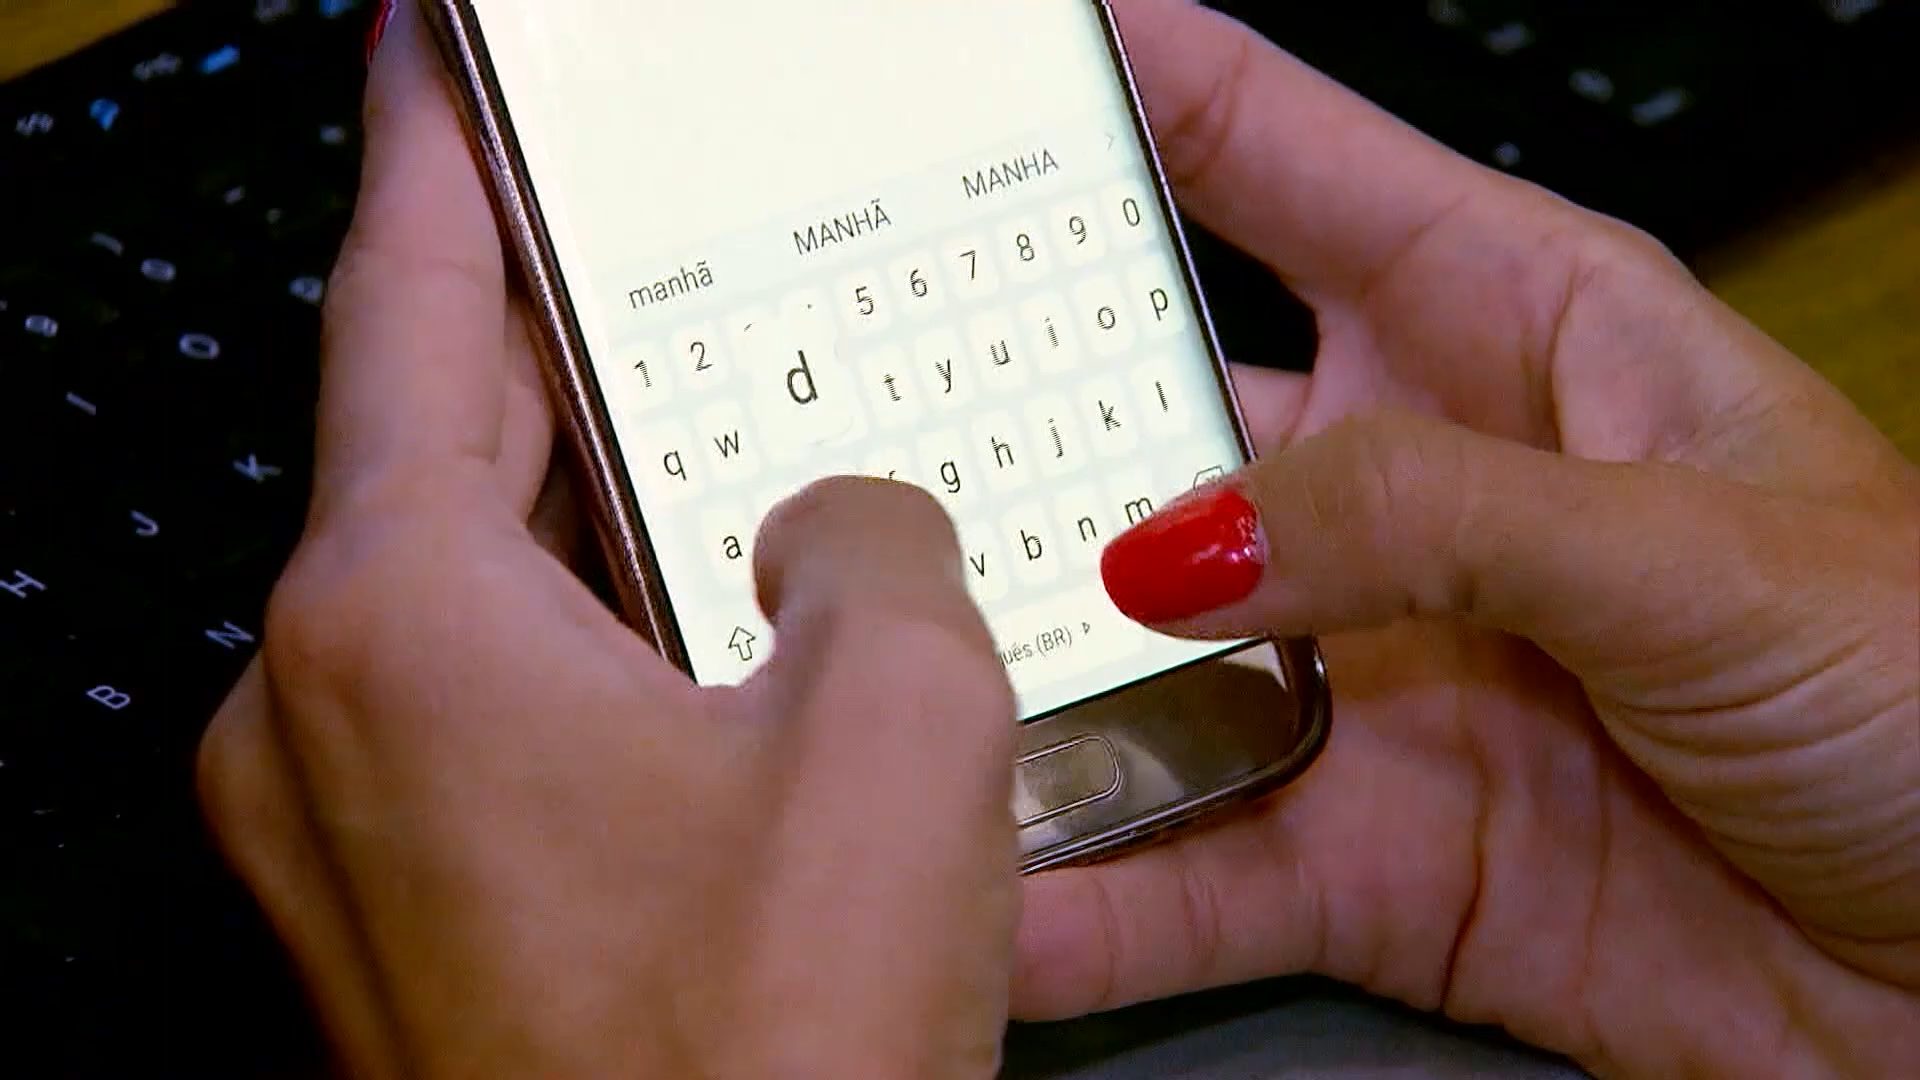 manhã MANHÃ MANHA
1 2 5 6 7 8 9 0
q w d t y u i o p
a g h j k l
v b n m
(BR)
H J K L
B N